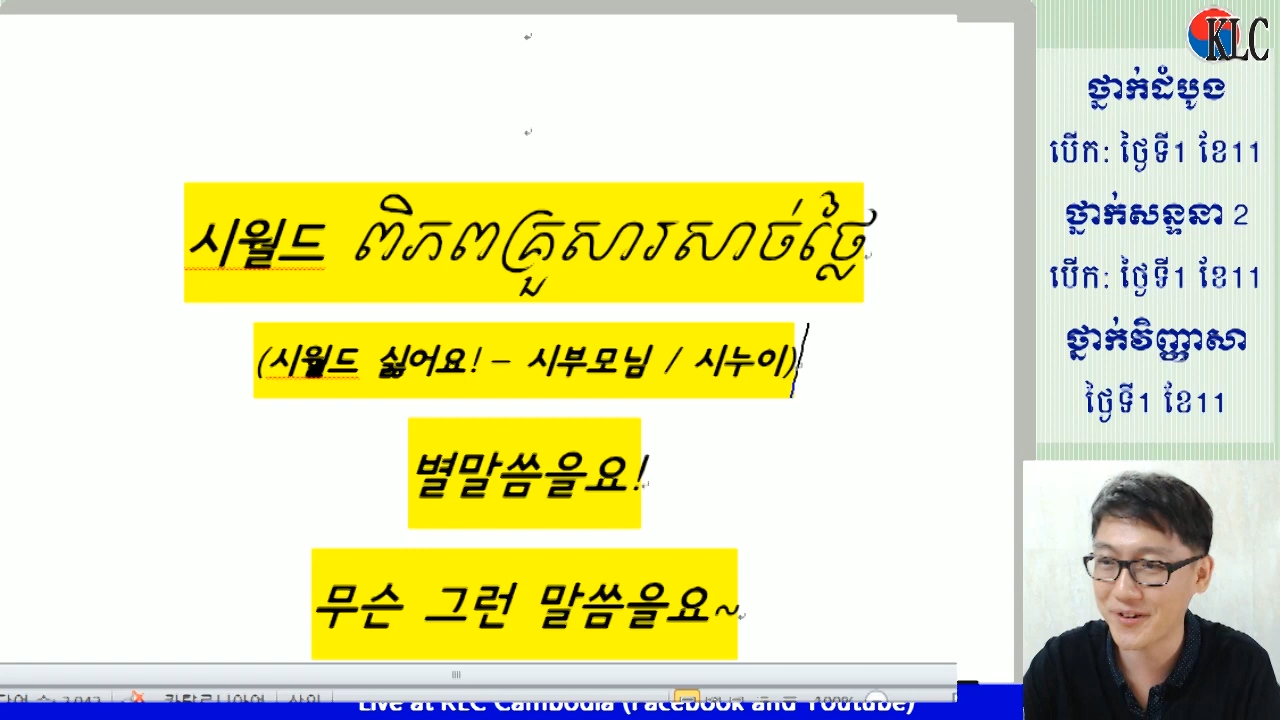 KLC
ថ្នាក់ដំបូង
បើក: ថ្ងៃទី1 ខែ11
ថ្នាក់សន្ទនា 2
បើក: ថ្ងៃទី1 ខែ11
ថ្នាក់វិញ្ញាសា
ថ្ងៃទី1 ខែ11
시월드 ពិភពគ្រួសារសាច់ថ្លៃ
(시월드 싫어요! – 시부모님 / 시누이)
별말씀을요!
무슨 그런 말씀을요~
Live at KLC Cambodia (Facebook and Youtube)